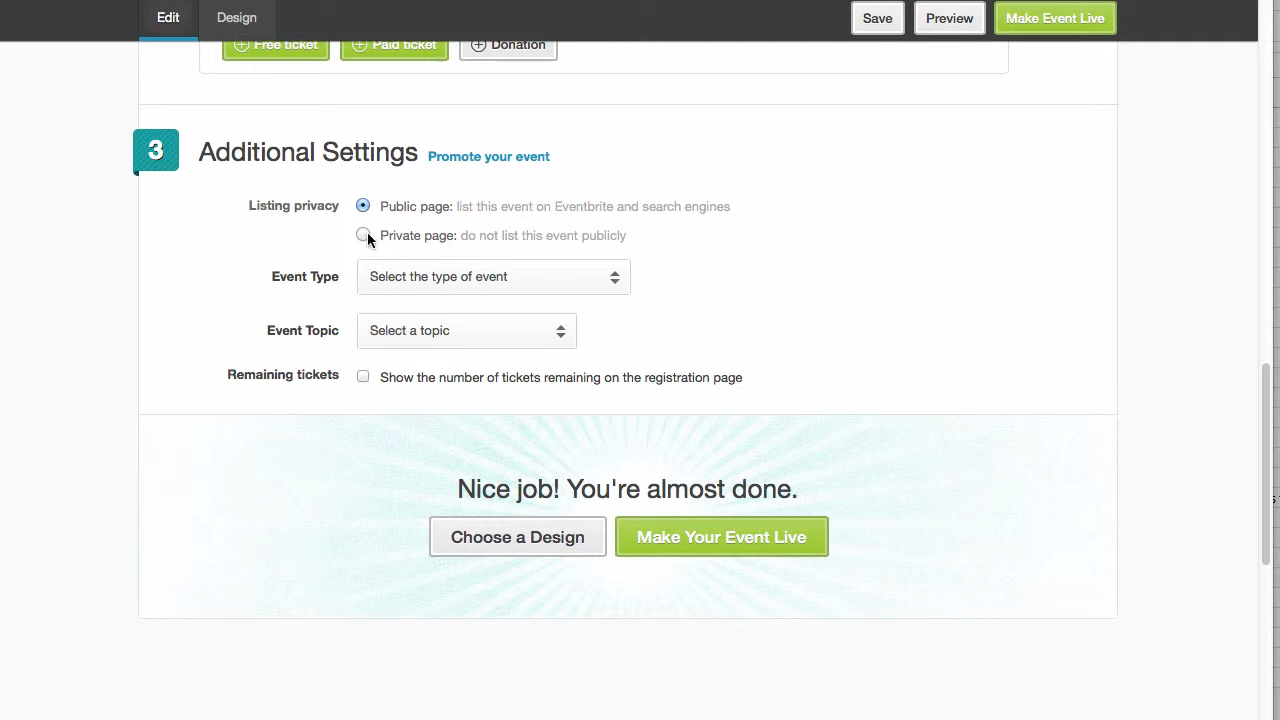 Edit Design Save Preview Make Event Live
Free ticket Paid ticket Donation
3 Additional Settings Promote your event
Listing privacy Public page: list this event on Eventbrite and search engines
Private page: do not list this event publicly
Event Type Select the type of event
Event Topic Select a topic
Remaining tickets Show the number of tickets remaining on the registration page
Nice job! You're almost done.
Choose a Design Make Your Event Live